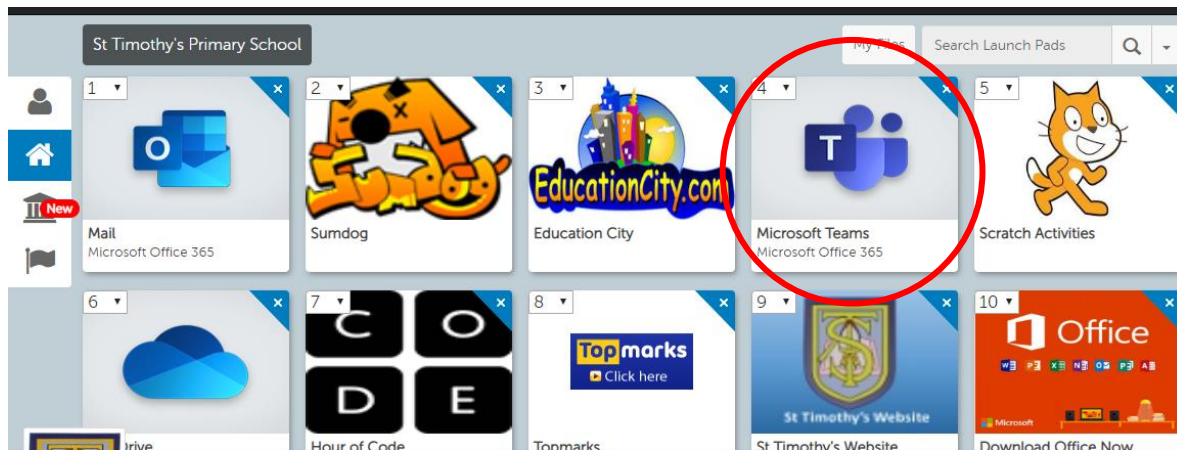 St Timothy's Primary School
My Files
Search Launch Pads
New
1
O
Mail
Microsoft Office 365
2
Sumdog
Sumdog
3
EducationCity.com
Education City
4
T
Microsoft Teams
Microsoft Office 365
5
Scratch Activities
6
rive
7
C O
D E
Hour of Code
8
Topmarks
Click here
Topmarks
9
St Timothy's Website
St Timothy's Website
10
Office
Microsoft
Download Office Now